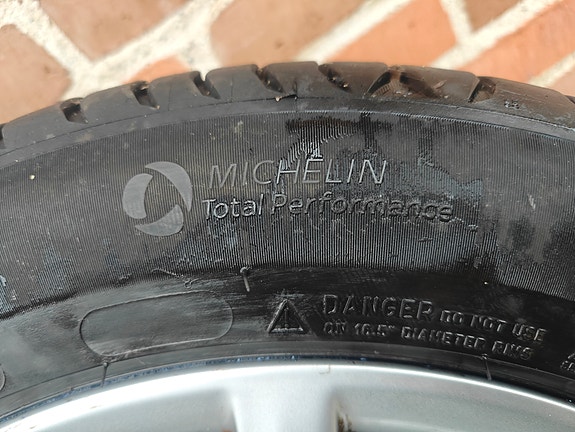 MICHELIN
Total Performance
DANGER DO NOT USE
ON 16.5" DIAMETER RIMS